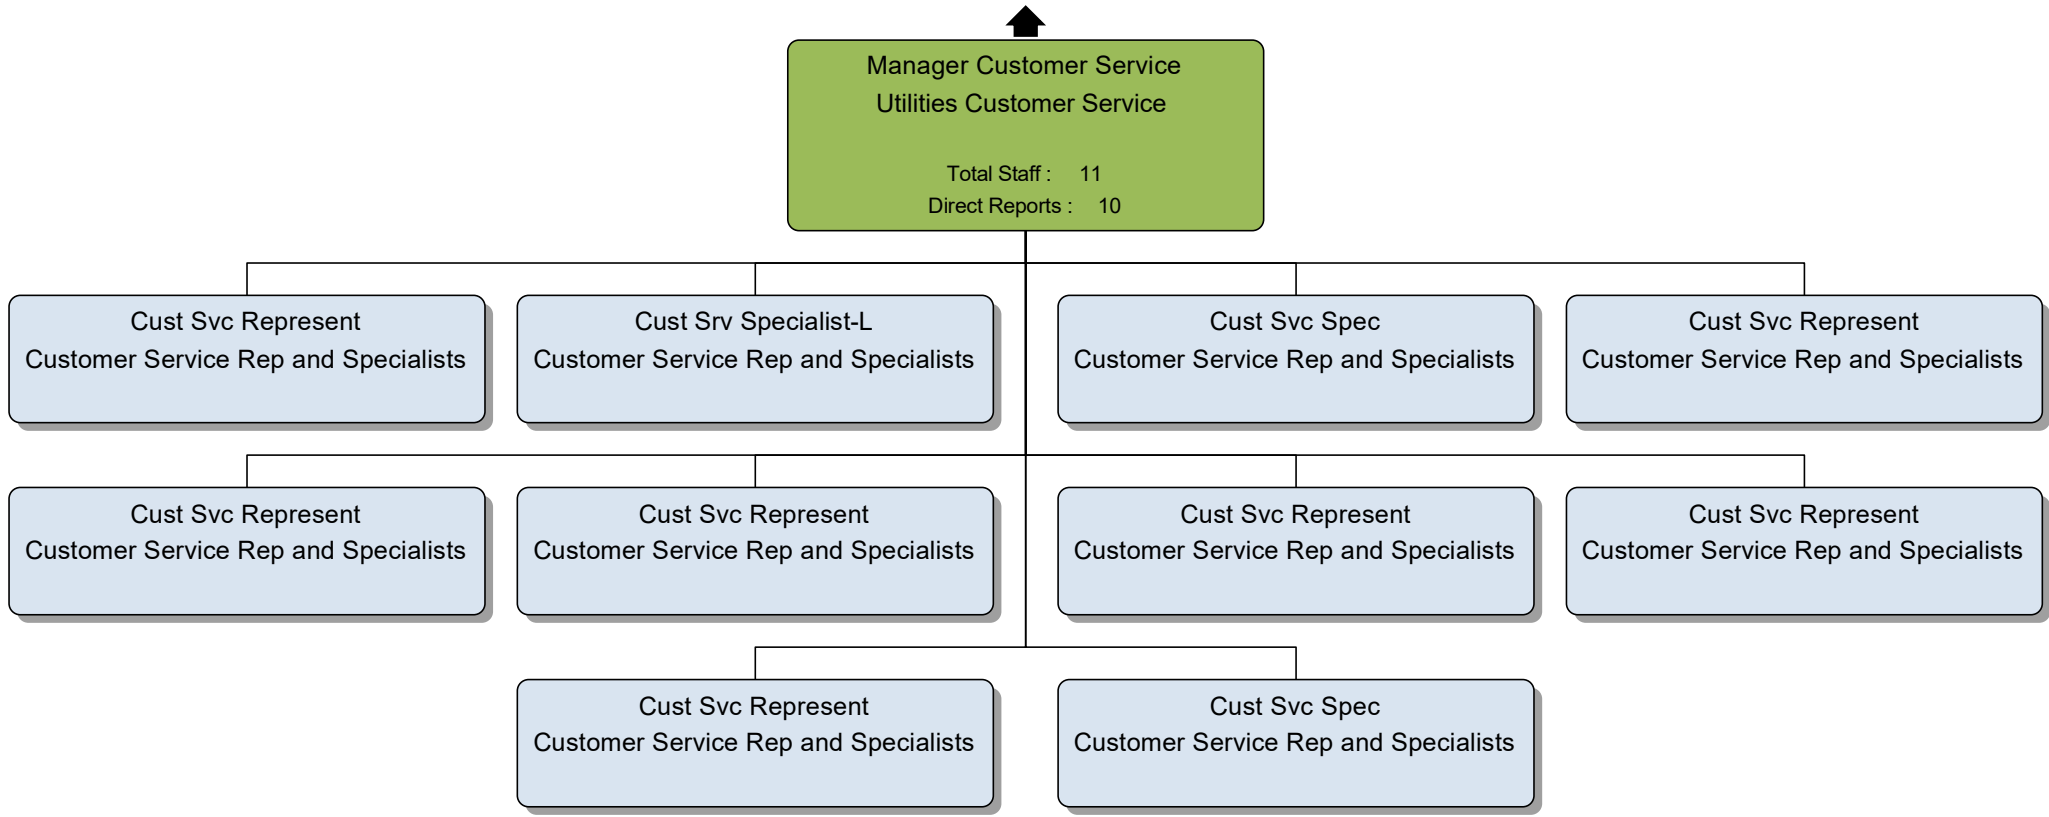 Manager Customer Service
Utilities Customer Service
Total Staff : 11
Direct Reports : 10
Cust Svc Represent
Customer Service Rep and Specialists
Cust Srv Specialist-L
Customer Service Rep and Specialists
Cust Svc Spec
Customer Service Rep and Specialists
Cust Svc Represent
Customer Service Rep and Specialists
Cust Svc Represent
Customer Service Rep and Specialists
Cust Svc Represent
Customer Service Rep and Specialists
Cust Svc Represent
Customer Service Rep and Specialists
Cust Svc Represent
Customer Service Rep and Specialists
Cust Svc Represent
Customer Service Rep and Specialists
Cust Svc Spec
Customer Service Rep and Specialists